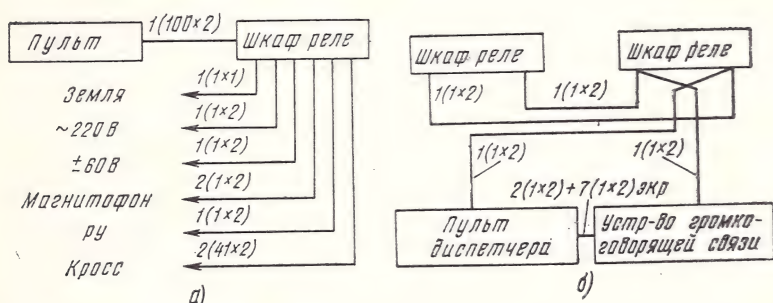 1(100×2)
Пульт
Шкаф реле
1(1×1)
Земля
1(1×2)
~220 В
1(1×2)
±60 В
2(1×2)
Магнитофон
1(1×2)
РУ
2(41×2)
Кросс
а)
Шкаф реле
Шкаф реле
1(1×2)
1(1×2)
1(1×2)
1(1×2)
2(1×2)+7(1×2) экр
Пульт
диспетчера
Устр-во громко-
говорящей связи
б)